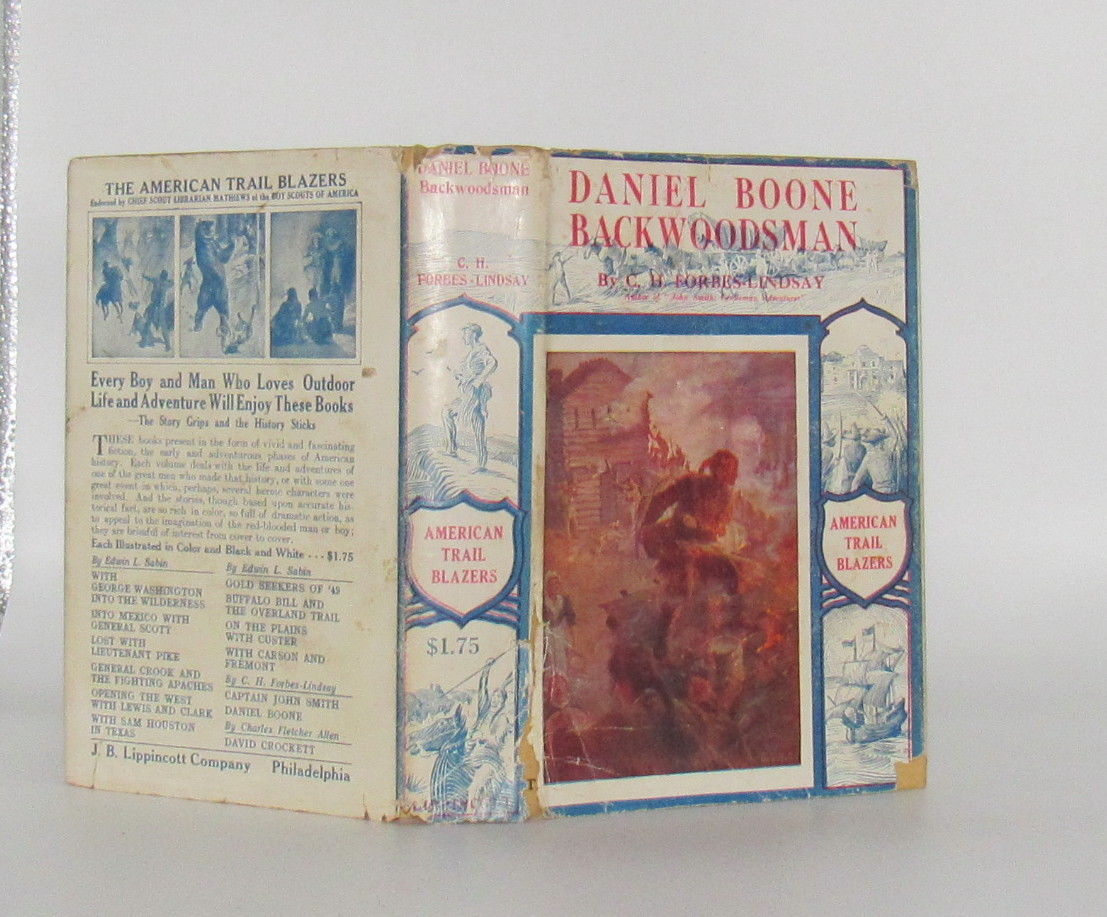 THE AMERICAN TRAIL BLAZERS
Endorsed by CHIEF SCOUT LIBRARIAN MATHIEWS of the BOY SCOUTS OF AMERICA
Every Boy and Man Who Loves Outdoor
Life and Adventure Will Enjoy These Books
—The Story Grips and the History Sticks
THESE books present in the form of vivid and fascinating
fiction, the early and adventurous phases of American
history. Each volume deals with the life and adventures of
one of the great men who made that history, or with some one
great event in which, perhaps, several heroic characters were
involved. And the stories, though based upon accurate his-
torical fact, are so rich in color, so full of dramatic action, as
to appeal to the imagination of the red-blooded man or boy;
they are brimful of interest from cover to cover.
Each Illustrated in Color and Black and White . . . $1.75
By Edwin L. Sabin
WITH
GEORGE WASHINGTON
INTO THE WILDERNESS
INTO MEXICO WITH
GENERAL SCOTT
LOST WITH
LIEUTENANT PIKE
GENERAL CROOK AND
THE FIGHTING APACHES
OPENING THE WEST
WITH LEWIS AND CLARK
WITH SAM HOUSTON
IN TEXAS
By Edwin L. Sabin
GOLD SEEKERS OF '49
BUFFALO BILL AND
THE OVERLAND TRAIL
ON THE PLAINS
WITH CUSTER
WITH CARSON AND
FREMONT
By C. H. Forbes-Lindsay
CAPTAIN JOHN SMITH
DANIEL BOONE
By Charles Fletcher Allen
DAVID CROCKETT
J. B. Lippincott Company Philadelphia
DANIEL BOONE
Backwoodsman
C. H.
FORBES-LINDSAY
AMERICAN
TRAIL
BLAZERS
$1.75
DANIEL BOONE
BACKWOODSMAN
By C. H. FORBES-LINDSAY
Author of "John Smith, Gentleman Adventurer"
AMERICAN
TRAIL
BLAZERS